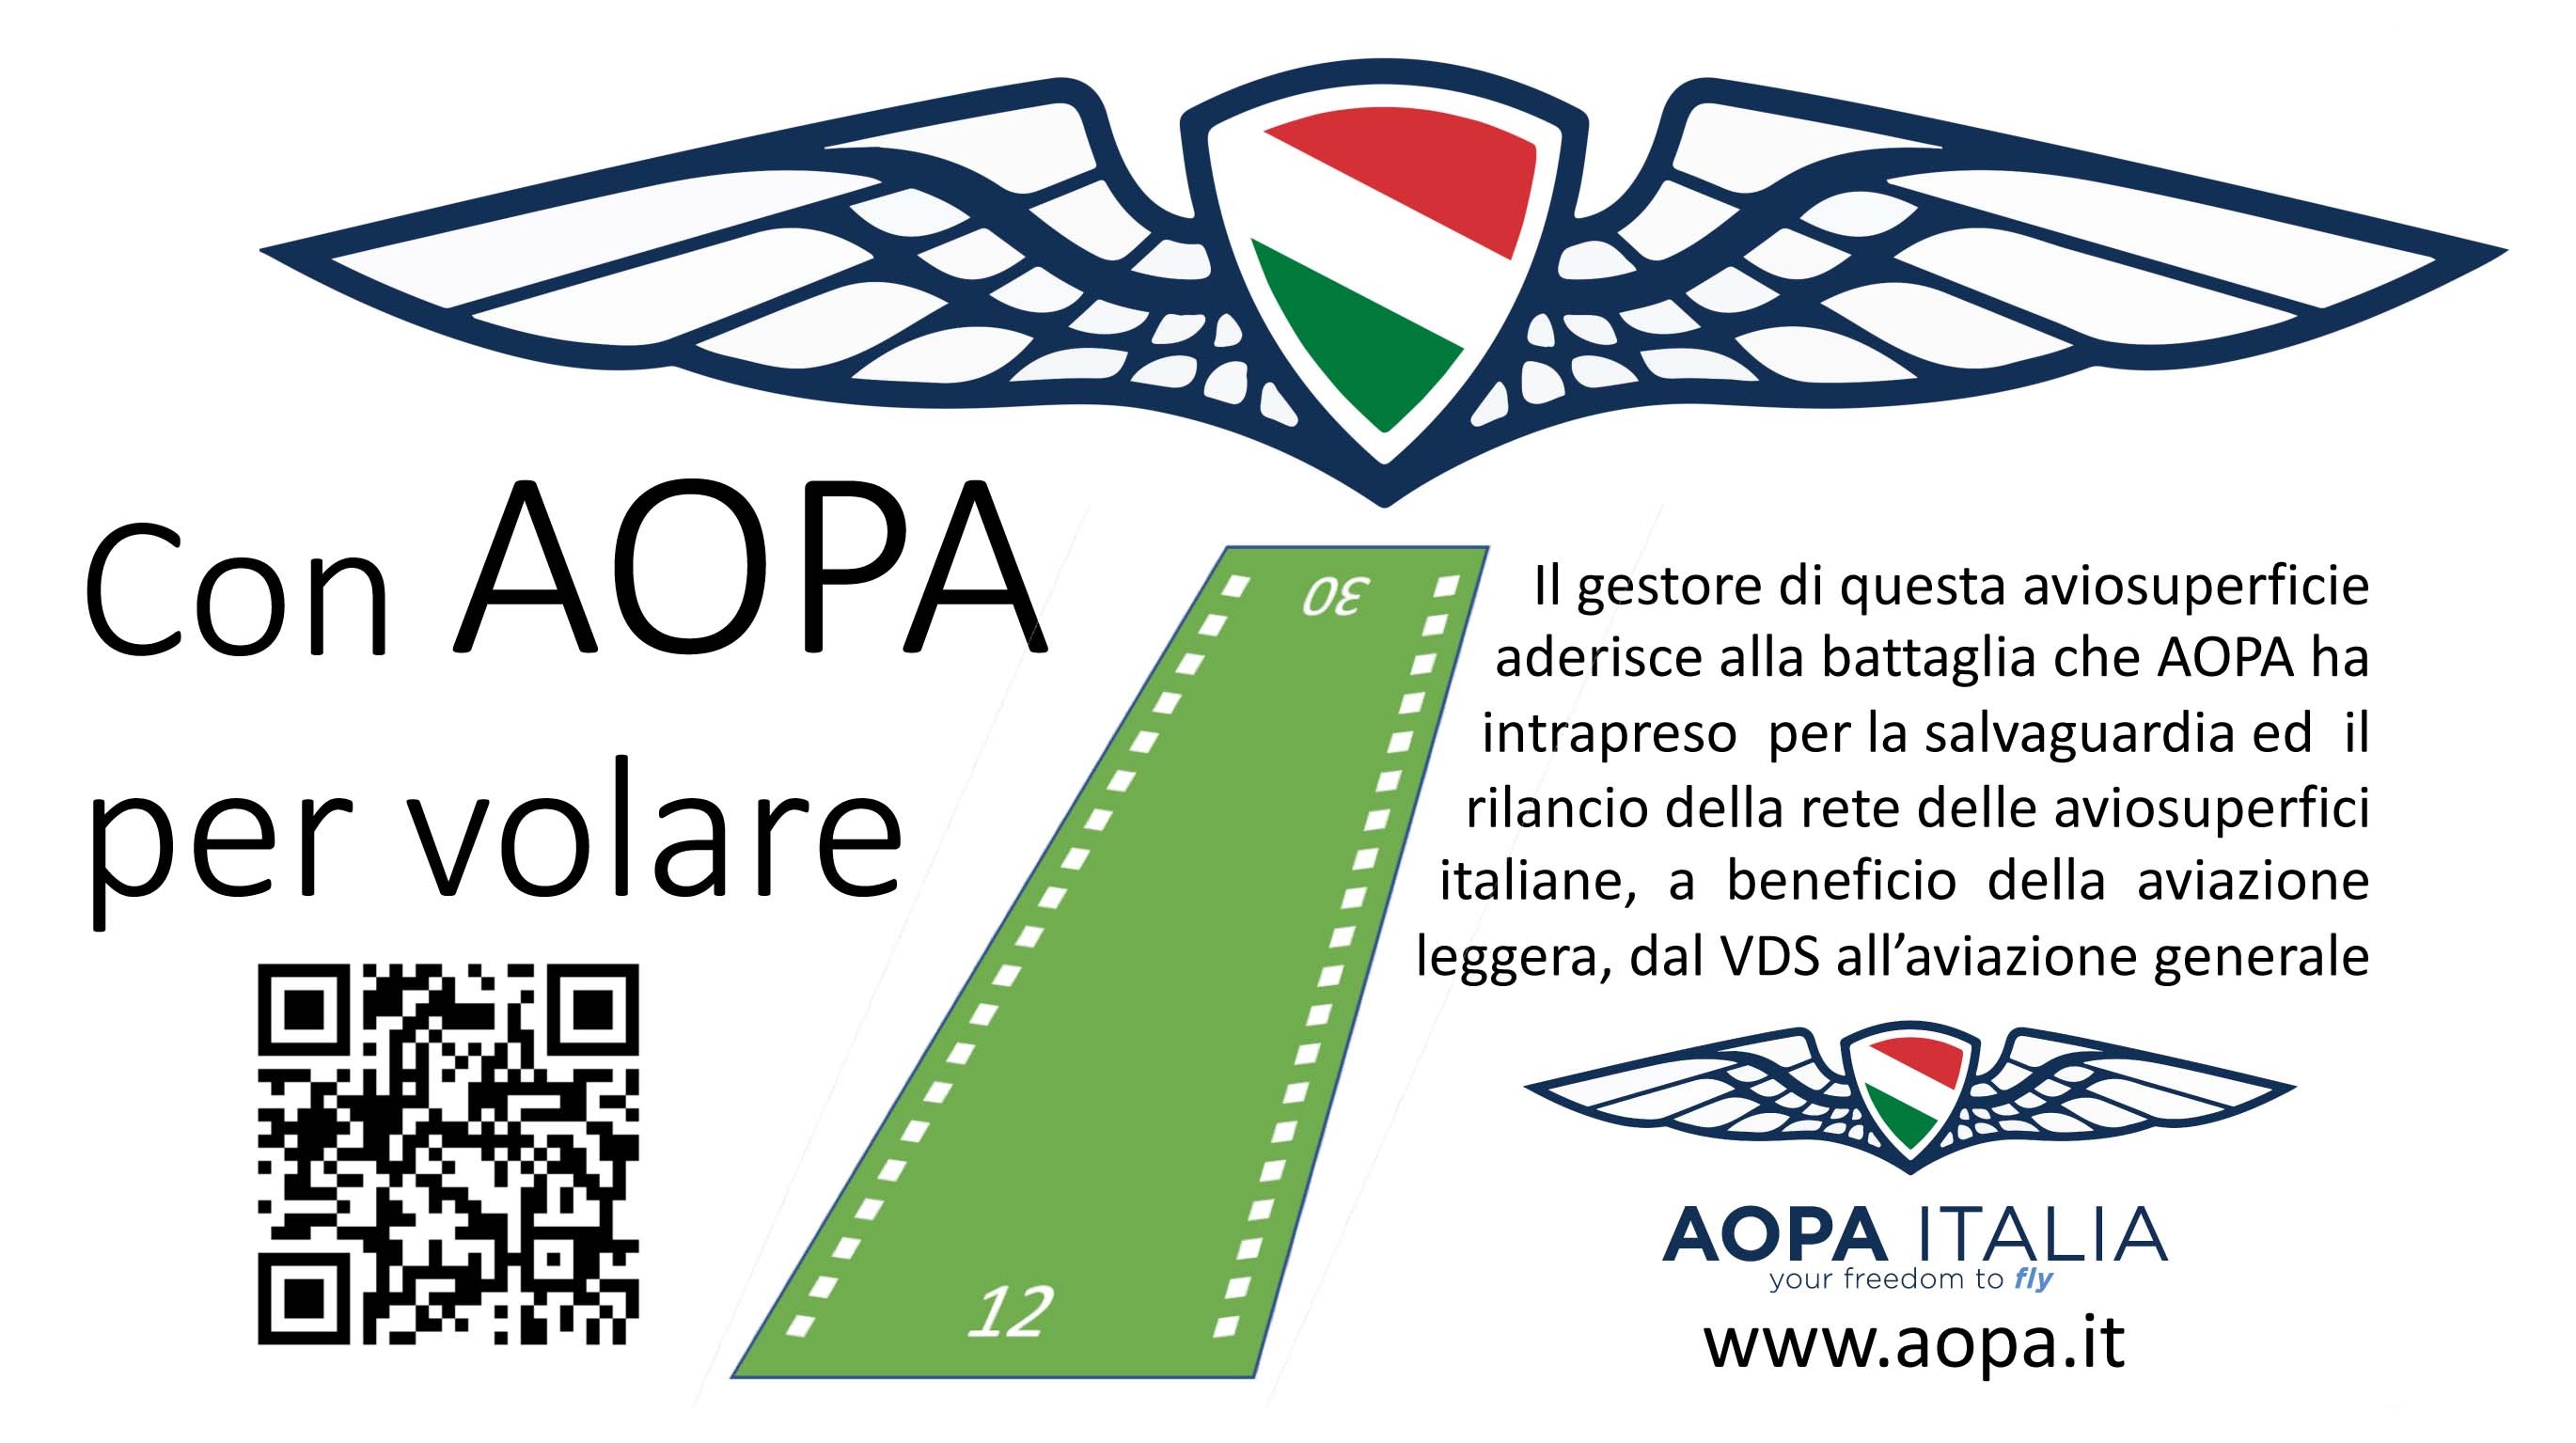 Con AOPA
per volare
30
12
Il gestore di questa aviosuperficie
aderisce alla battaglia che AOPA ha
intrapreso per la salvaguardia ed il
rilancio della rete delle aviosuperfici
italiane, a beneficio della aviazione
leggera, dal VDS all’aviazione generale
AOPA ITALIA
your freedom to fly
www.aopa.it